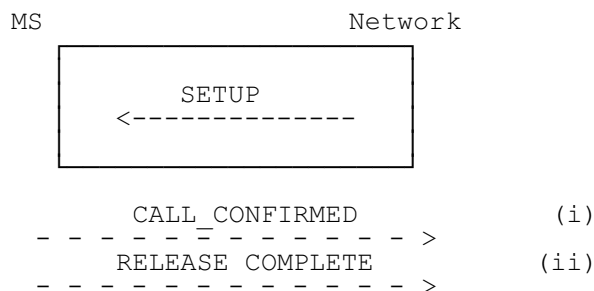 MS Network
SETUP
<--------------
CALL_CONFIRMED (i)
- - - - - - - - - - - - >
RELEASE COMPLETE (ii)
- - - - - - - - - - - - >